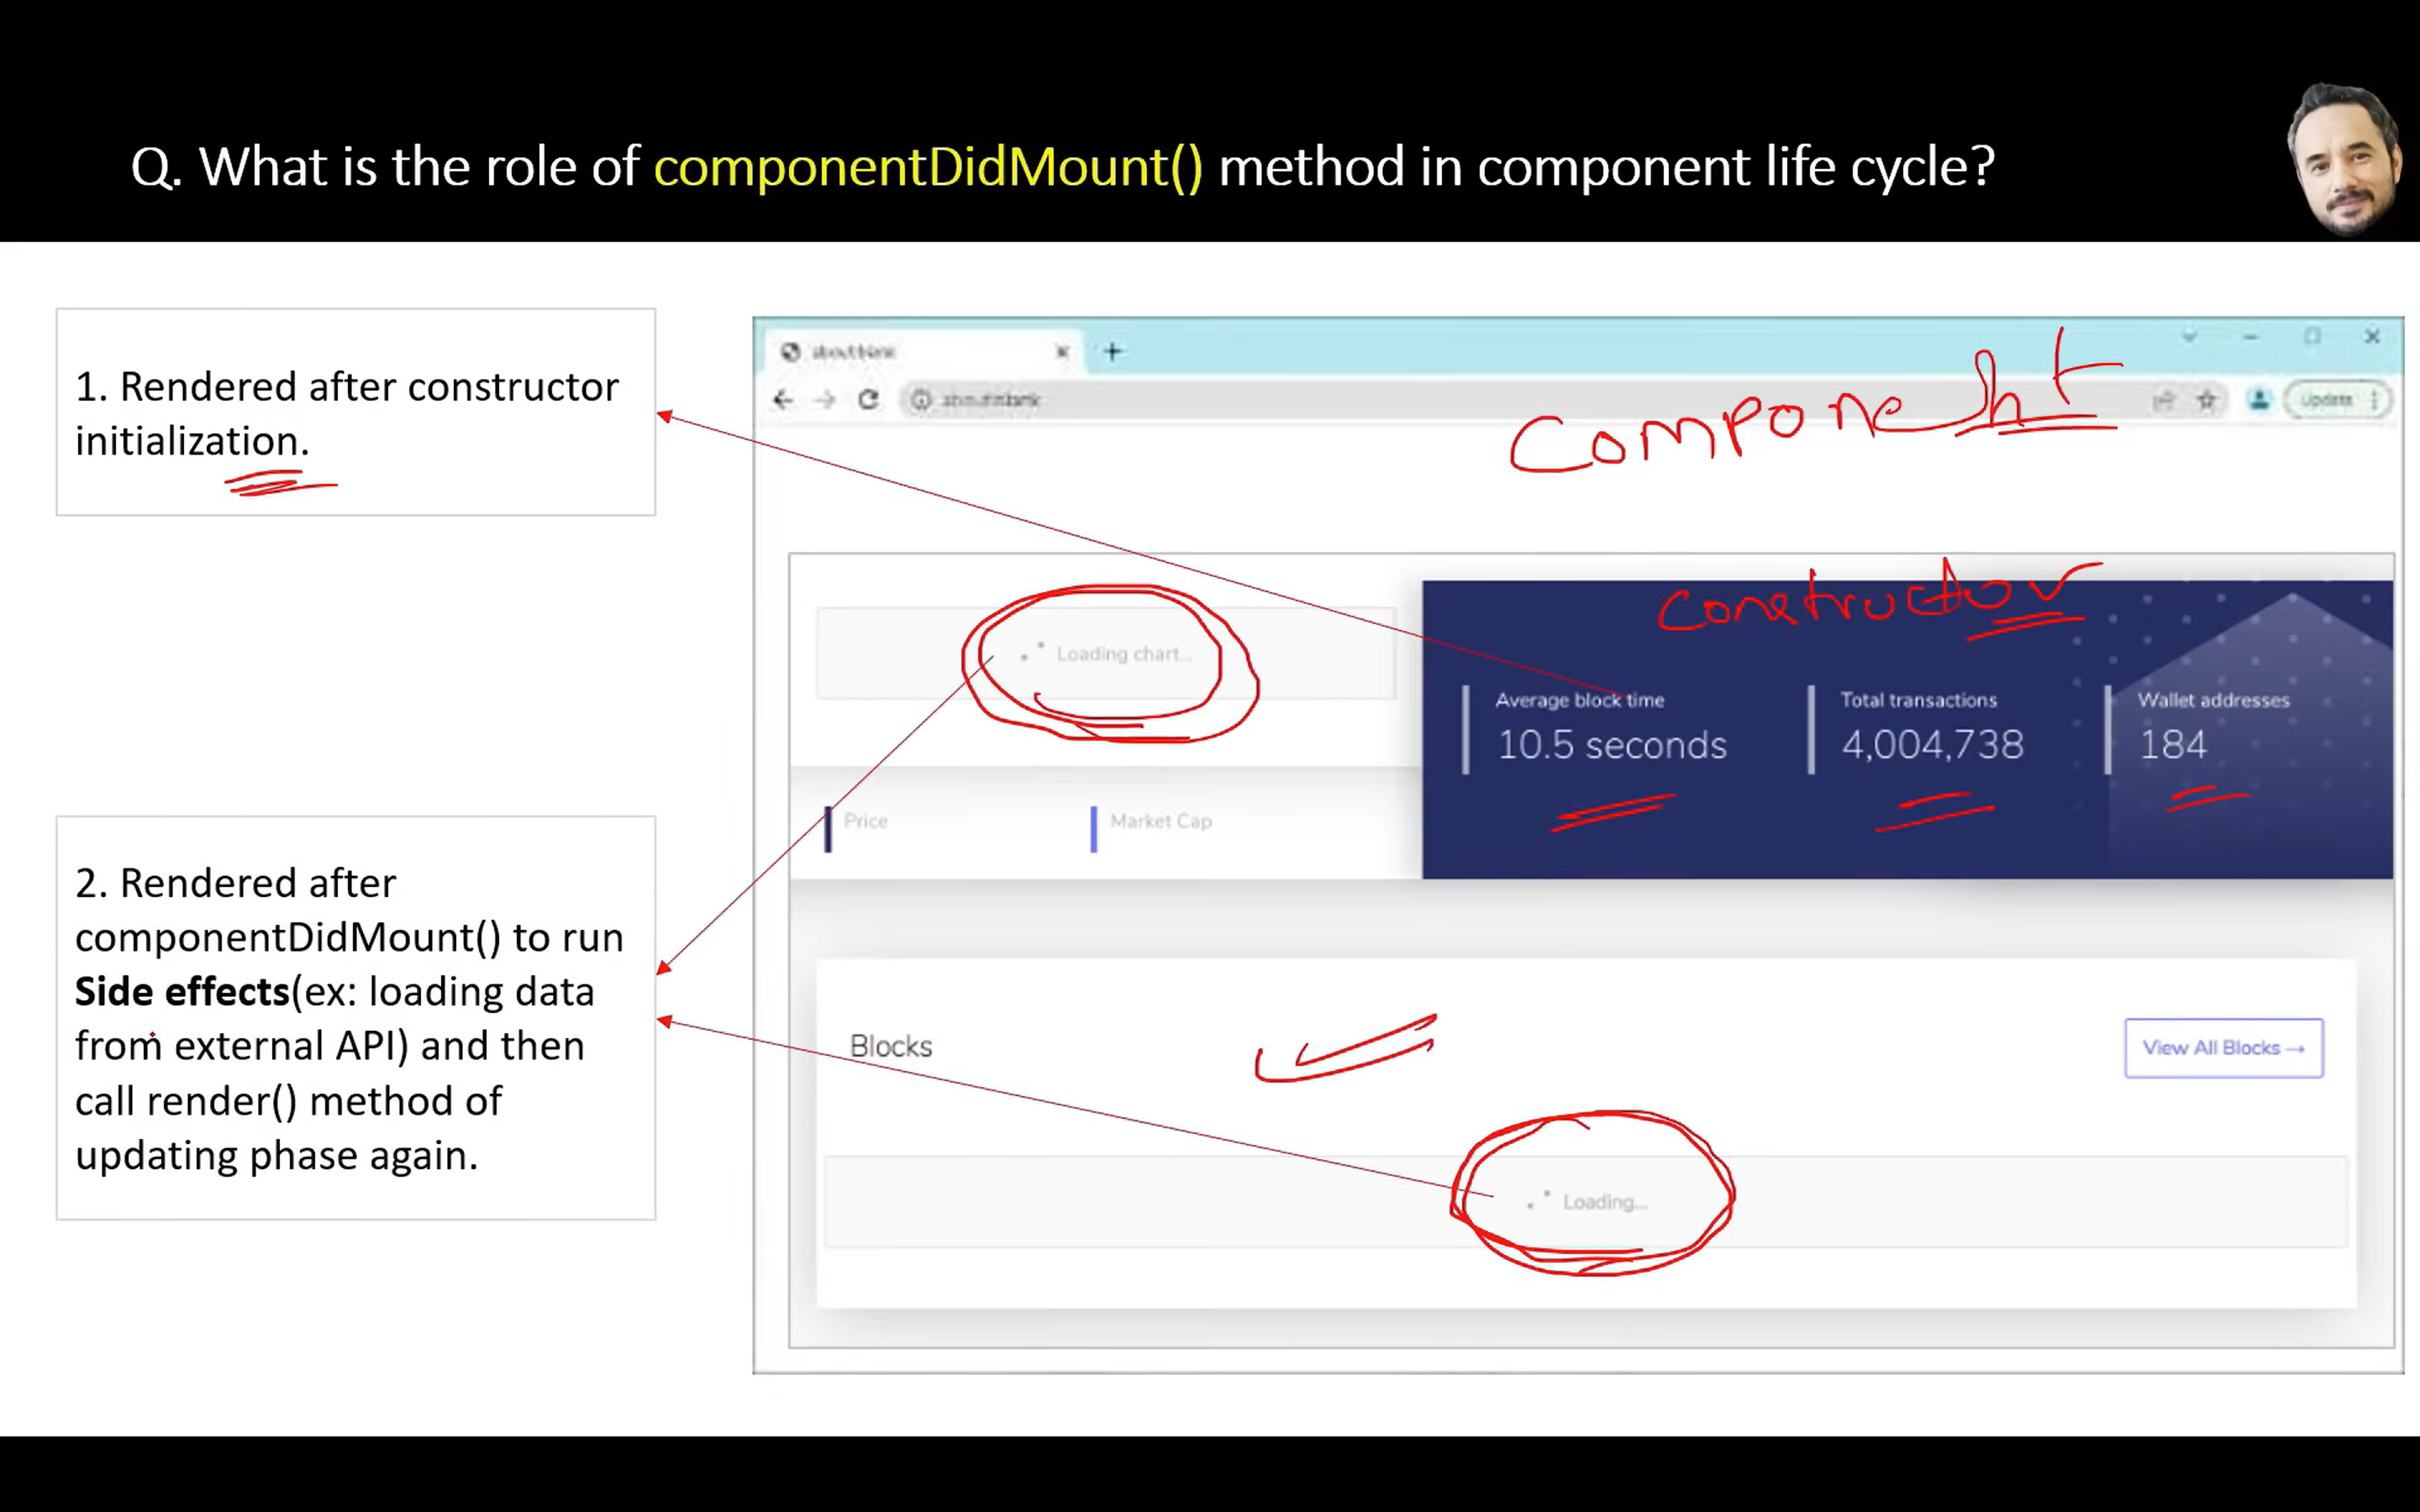 Q. What is the role of componentDidMount() method in component life cycle?
1. Rendered after constructor
initialization.
2. Rendered after
componentDidMount() to run
Side effects(ex: loading data
from external API) and then
call render() method of
updating phase again.
about:blank
about:blank
Update
Component
Constructor
Loading chart...
Average block time
Total transactions
Wallet addresses
10.5 seconds
4,004,738
184
Price
Market Cap
Blocks
View All Blocks →
Loading...